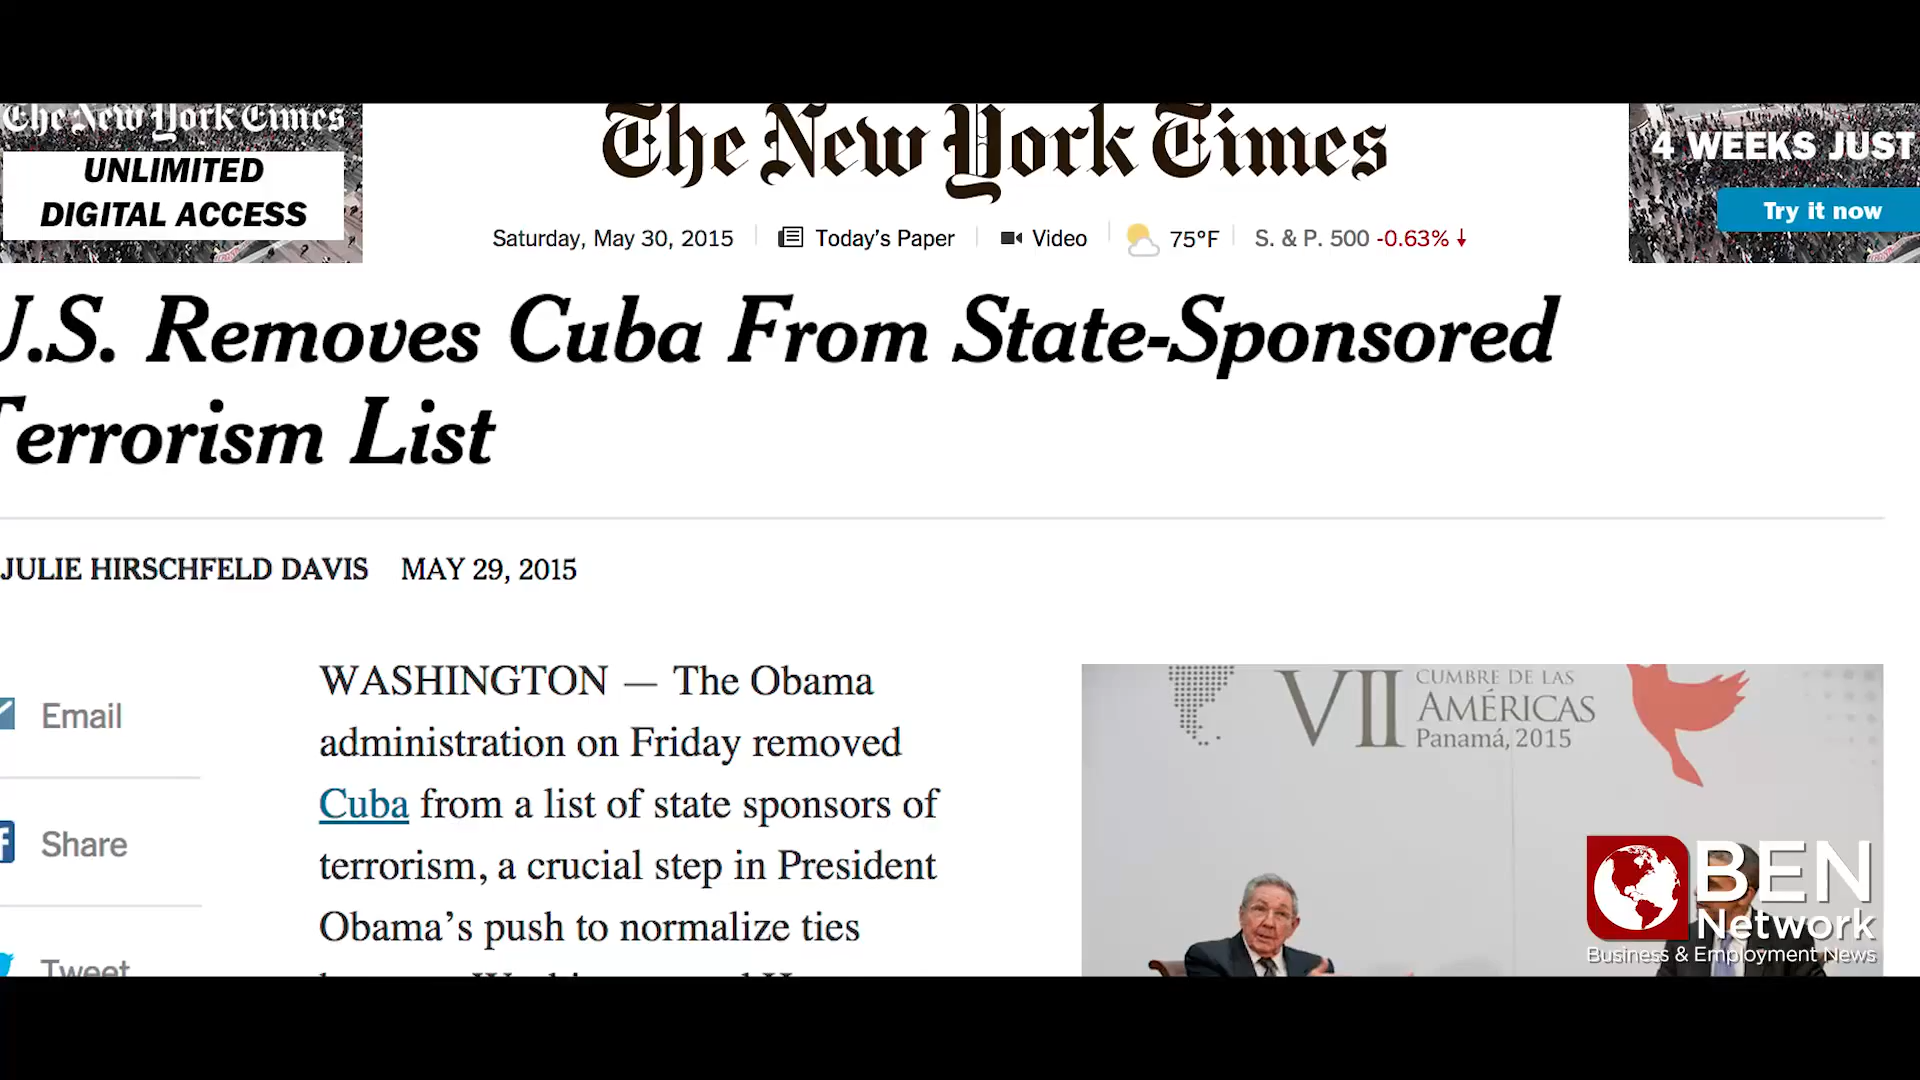 The New York Times
UNLIMITED
DIGITAL ACCESS
The New York Times
4 WEEKS JUST
Try it now
Saturday, May 30, 2015
Today's Paper
Video
75°F
S. & P. 500 -0.63%
U.S. Removes Cuba From State-Sponsored
Terrorism List
JULIE HIRSCHFELD DAVIS MAY 29, 2015
Email
Share
Tweet
WASHINGTON — The Obama
administration on Friday removed
Cuba from a list of state sponsors of
terrorism, a crucial step in President
Obama's push to normalize ties
VII CUMBRE DE LAS
AMÉRICAS
Panamá, 2015
BEN
Network
Business & Employment News